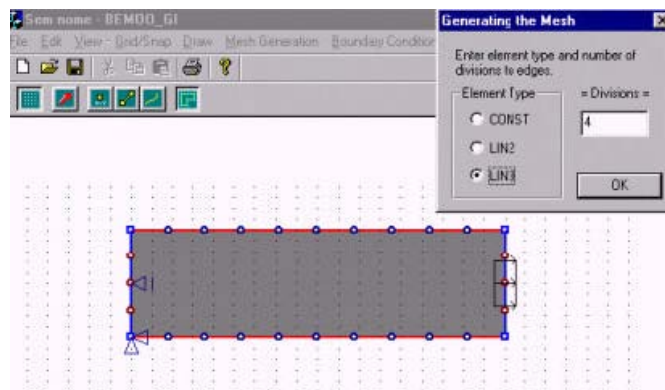 Sem nome - BEMOO_GI
File Edit View - Grid/Snap Draw Mesh Generation Boundary Condition
Generating the Mesh
Enter element type and number of
divisions to edges.
Element Type
CONST
LIN2
LIN3
= Divisions =
4
OK